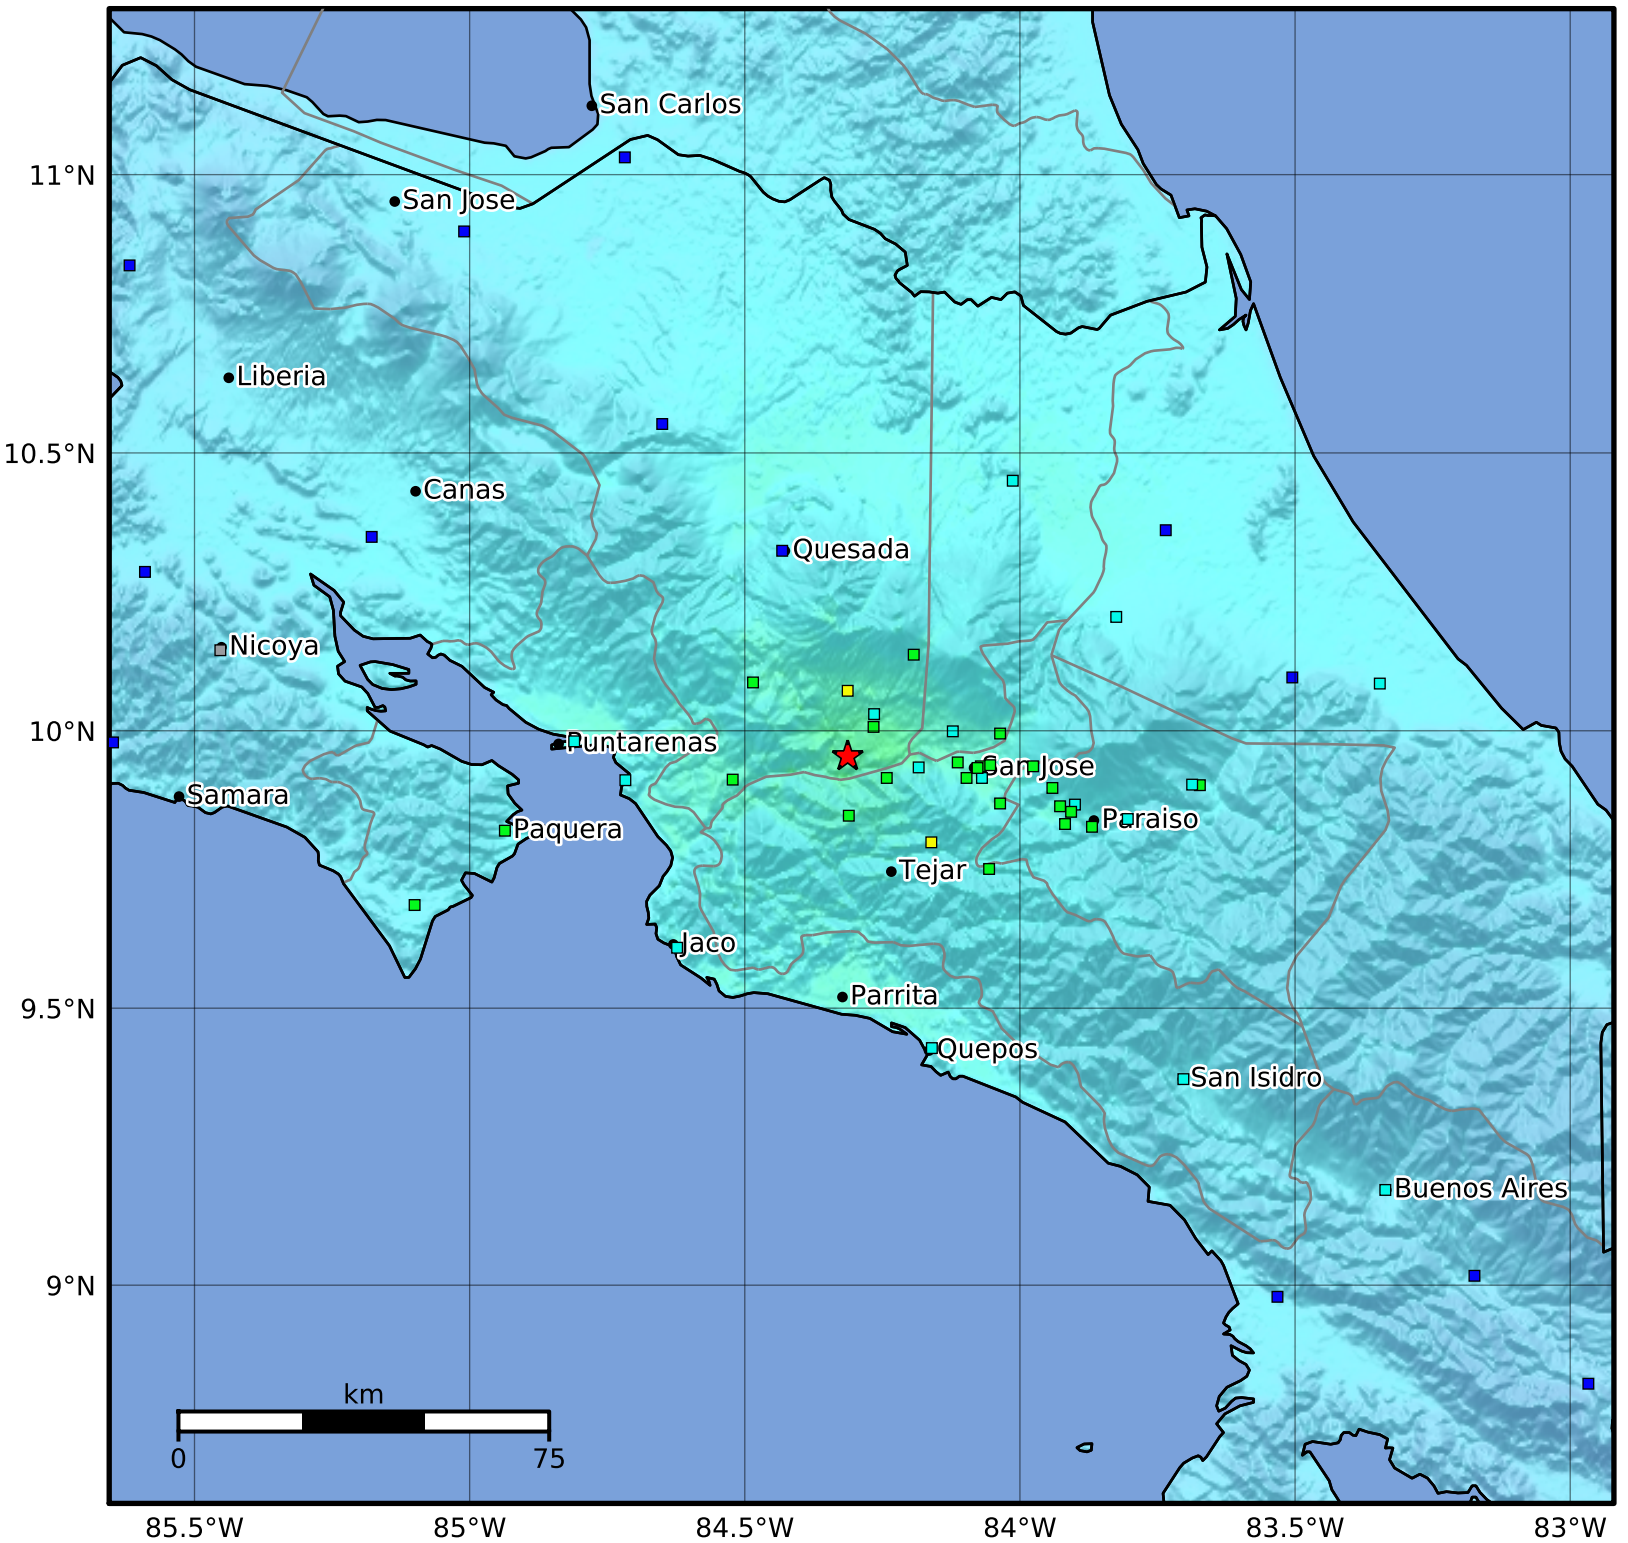 San Carlos
11°N
San Jose
Liberia
10.5°N
Canas
Quesada
Nicoya
10°N
Puntarenas
San Jose
Samara
Paraiso
Paquera
Tejar
Jaco
Parrita
9.5°N
Quepos
San Isidro
Buenos Aires
9°N
km
0
75
85.5°W
85°W
84.5°W
84°W
83.5°W
83°W